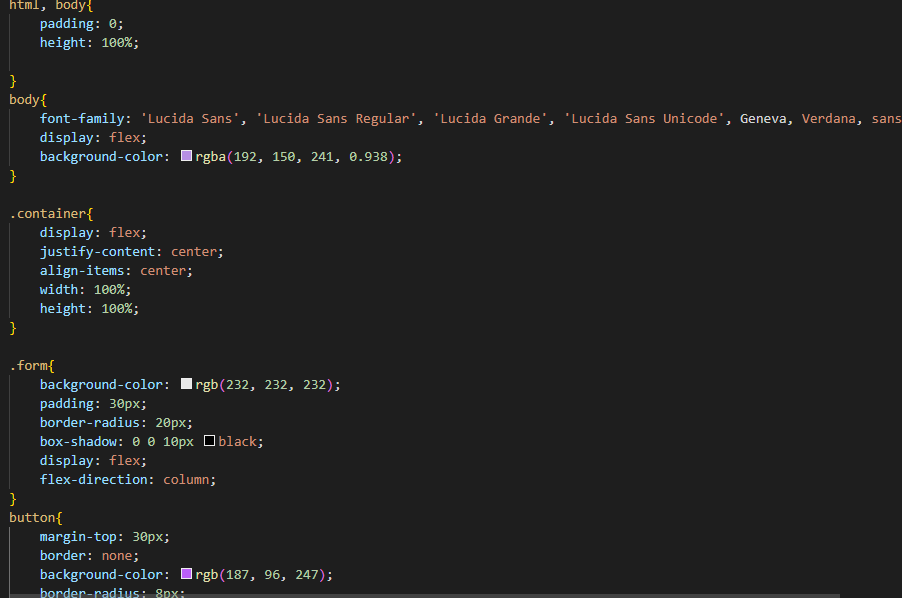 html, body{
    padding: 0;
    height: 100%;
}
body{
    font-family: 'Lucida Sans', 'Lucida Sans Regular', 'Lucida Grande', 'Lucida Sans Unicode', Geneva, Verdana, sans
    display: flex;
    background-color: rgba(192, 150, 241, 0.938);
}
.container{
    display: flex;
    justify-content: center;
    align-items: center;
    width: 100%;
    height: 100%;
}
.form{
    background-color: rgb(232, 232, 232);
    padding: 30px;
    border-radius: 20px;
    box-shadow: 0 0 10px black;
    display: flex;
    flex-direction: column;
}
button{
    margin-top: 30px;
    border: none;
    background-color: rgb(187, 96, 247);
    border-radius: 8px;